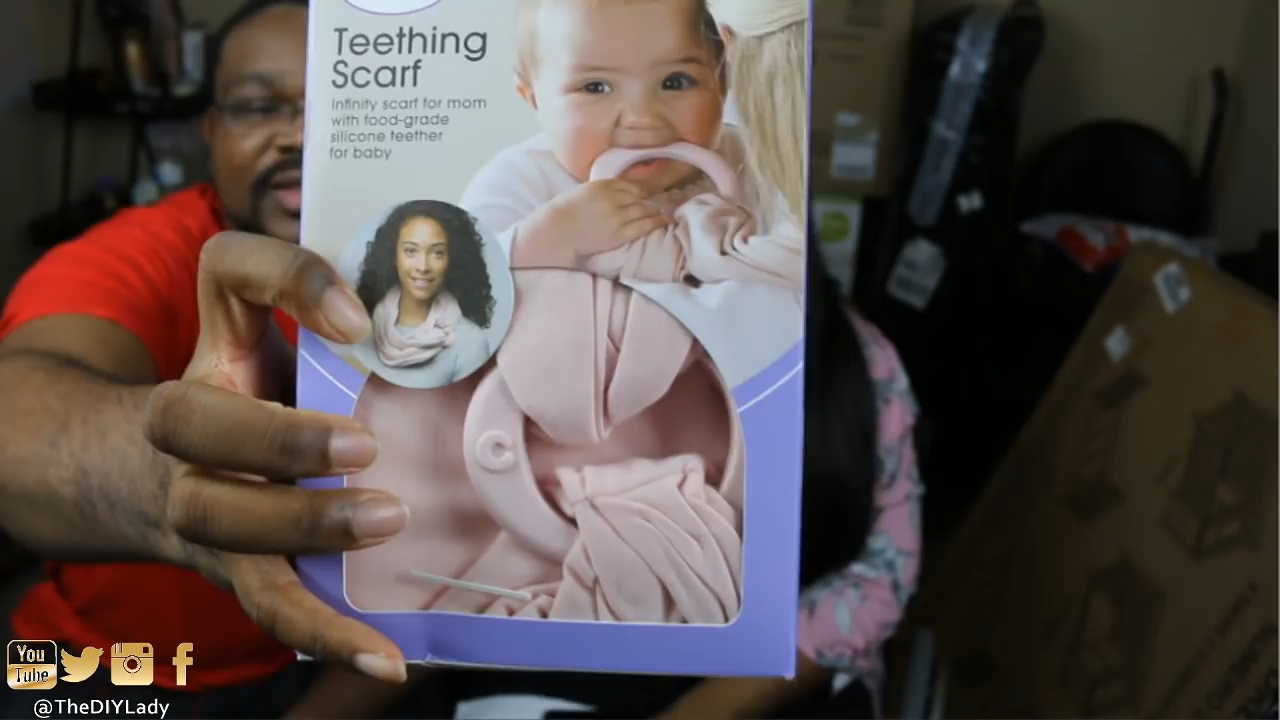 Teething
Scarf
Infinity scarf for mom
with food-grade
silicone teether
for baby
You
Tube
@TheDIYLady